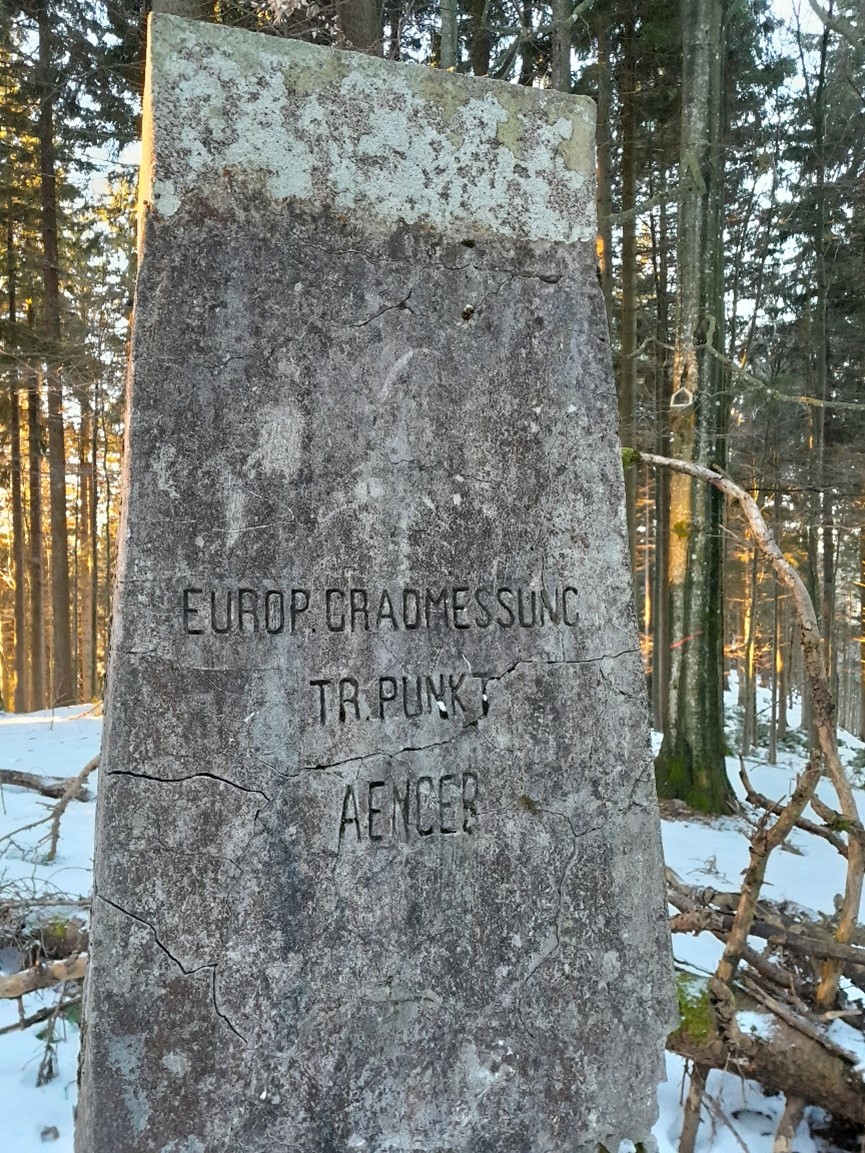 EUROP. GRADMESSUNG
TR. PUNKT
AENGER